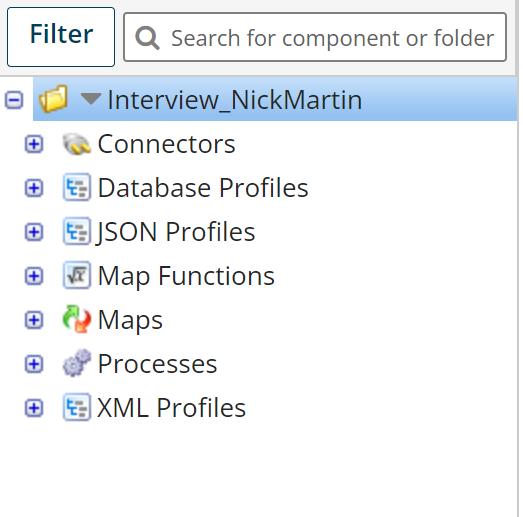 Filter Search for component or folder
Interview_NickMartin
Connectors
Database Profiles
JSON Profiles
Map Functions
Maps
Processes
XML Profiles